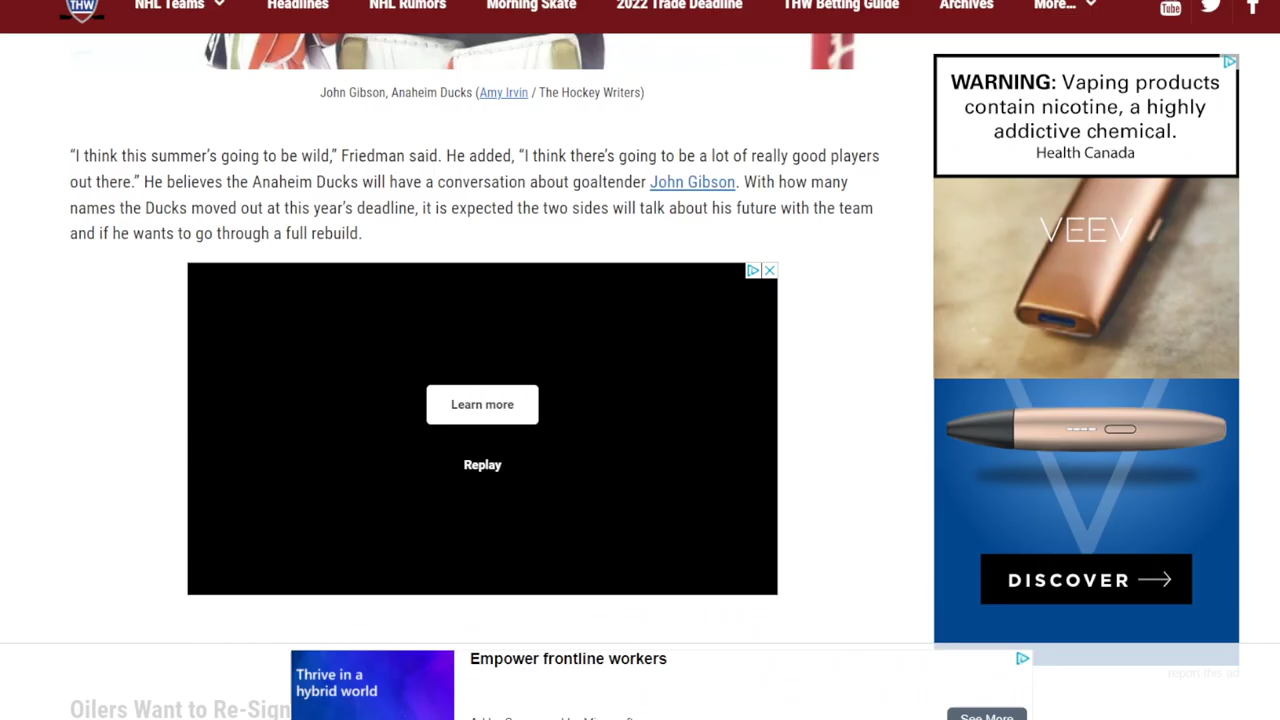 THW
NHL Teams
Headlines
NHL Rumors
Morning Skate
2022 Trade Deadline
THW Betting Guide
Archives
More...
Tube
John Gibson, Anaheim Ducks (Amy Irvin / The Hockey Writers)
“I think this summer’s going to be wild,” Friedman said. He added, “I think there’s going to be a lot of really good players
out there.” He believes the Anaheim Ducks will have a conversation about goaltender John Gibson. With how many
names the Ducks moved out at this year’s deadline, it is expected the two sides will talk about his future with the team
and if he wants to go through a full rebuild.
Learn more
Replay
WARNING: Vaping products
contain nicotine, a highly
addictive chemical.
Health Canada
VEEV
DISCOVER
report this ad
Thrive in a
hybrid world
Empower frontline workers
See More
Oilers Want to Re-Sign